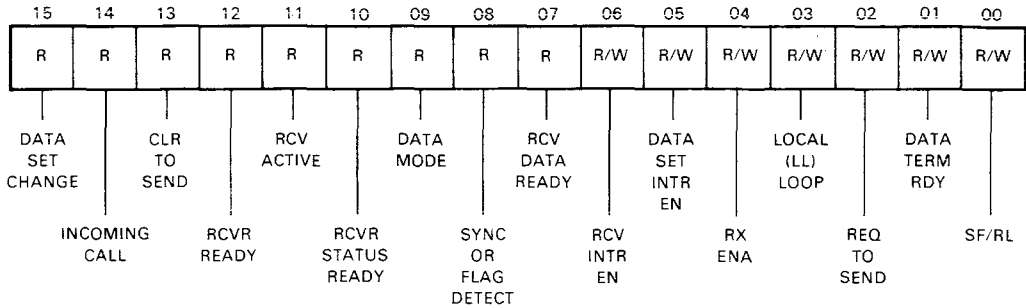 15 14 13 12 11 10 09 08 07 06 05 04 03 02 01 00
R R R R R R R R R R/W R/W R/W R/W R/W R/W R/W
DATA SET CHANGE
INCOMING CALL
CLR TO SEND
RCVR READY
RCV ACTIVE
RCVR STATUS READY
DATA MODE
SYNC OR FLAG DETECT
RCV DATA READY
RCV INTR EN
DATA SET INTR EN
RX ENA
LOCAL (LL) LOOP
REQ TO SEND
DATA TERM RDY
SF/RL